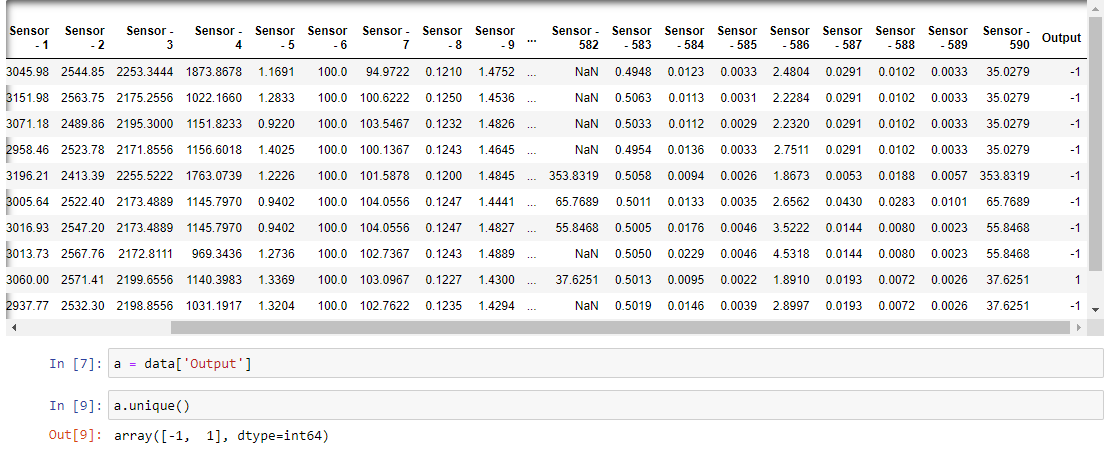 Sensor - 1 Sensor - 2 Sensor - 3 Sensor - 4 Sensor - 5 Sensor - 6 Sensor - 7 Sensor - 8 Sensor - 9 ... Sensor - 582 Sensor - 583 Sensor - 584 Sensor - 585 Sensor - 586 Sensor - 587 Sensor - 588 Sensor - 589 Sensor - 590 Output
3045.98 2544.85 2253.3444 1873.8678 1.1691 100.0 94.9722 0.1210 1.4752 ... NaN 0.4948 0.0123 0.0033 2.4804 0.0291 0.0102 0.0033 35.0279 -1
3151.98 2563.75 2175.2556 1022.1660 1.2833 100.0 100.6222 0.1250 1.4536 ... NaN 0.5063 0.0113 0.0031 2.2284 0.0291 0.0102 0.0033 35.0279 -1
3071.18 2489.86 2195.3000 1151.8233 0.9220 100.0 103.5467 0.1232 1.4826 ... NaN 0.5033 0.0112 0.0029 2.2320 0.0291 0.0102 0.0033 35.0279 -1
2958.46 2523.78 2171.8556 1156.6018 1.4025 100.0 100.1367 0.1243 1.4645 ... NaN 0.4954 0.0136 0.0033 2.7511 0.0291 0.0102 0.0033 35.0279 -1
3196.21 2413.39 2255.5222 1763.0739 1.2226 100.0 101.5878 0.1200 1.4845 ... 353.8319 0.5058 0.0094 0.0026 1.8673 0.0053 0.0188 0.0057 353.8319 -1
3005.64 2522.40 2173.4889 1145.7970 0.9402 100.0 104.0556 0.1247 1.4441 ... 65.7689 0.5011 0.0133 0.0035 2.6562 0.0430 0.0283 0.0101 65.7689 -1
3016.93 2547.20 2173.4889 1145.7970 0.9402 100.0 104.0556 0.1247 1.4827 ... 55.8468 0.5005 0.0176 0.0046 3.5222 0.0144 0.0080 0.0023 55.8468 -1
3013.73 2567.76 2172.8111 969.3436 1.2736 100.0 102.7367 0.1243 1.4889 ... NaN 0.5050 0.0229 0.0046 4.5318 0.0144 0.0080 0.0023 55.8468 -1
3060.00 2571.41 2199.6556 1140.3983 1.3369 100.0 103.0967 0.1227 1.4300 ... 37.6251 0.5013 0.0095 0.0022 1.8910 0.0193 0.0072 0.0026 37.6251 1
2937.77 2532.30 2198.8556 1031.1917 1.3204 100.0 102.7622 0.1235 1.4294 ... NaN 0.5019 0.0146 0.0039 2.8997 0.0193 0.0072 0.0026 37.6251 -1
In [7]: a = data['Output']
In [9]: a.unique()
Out[9]: array([-1,  1], dtype=int64)